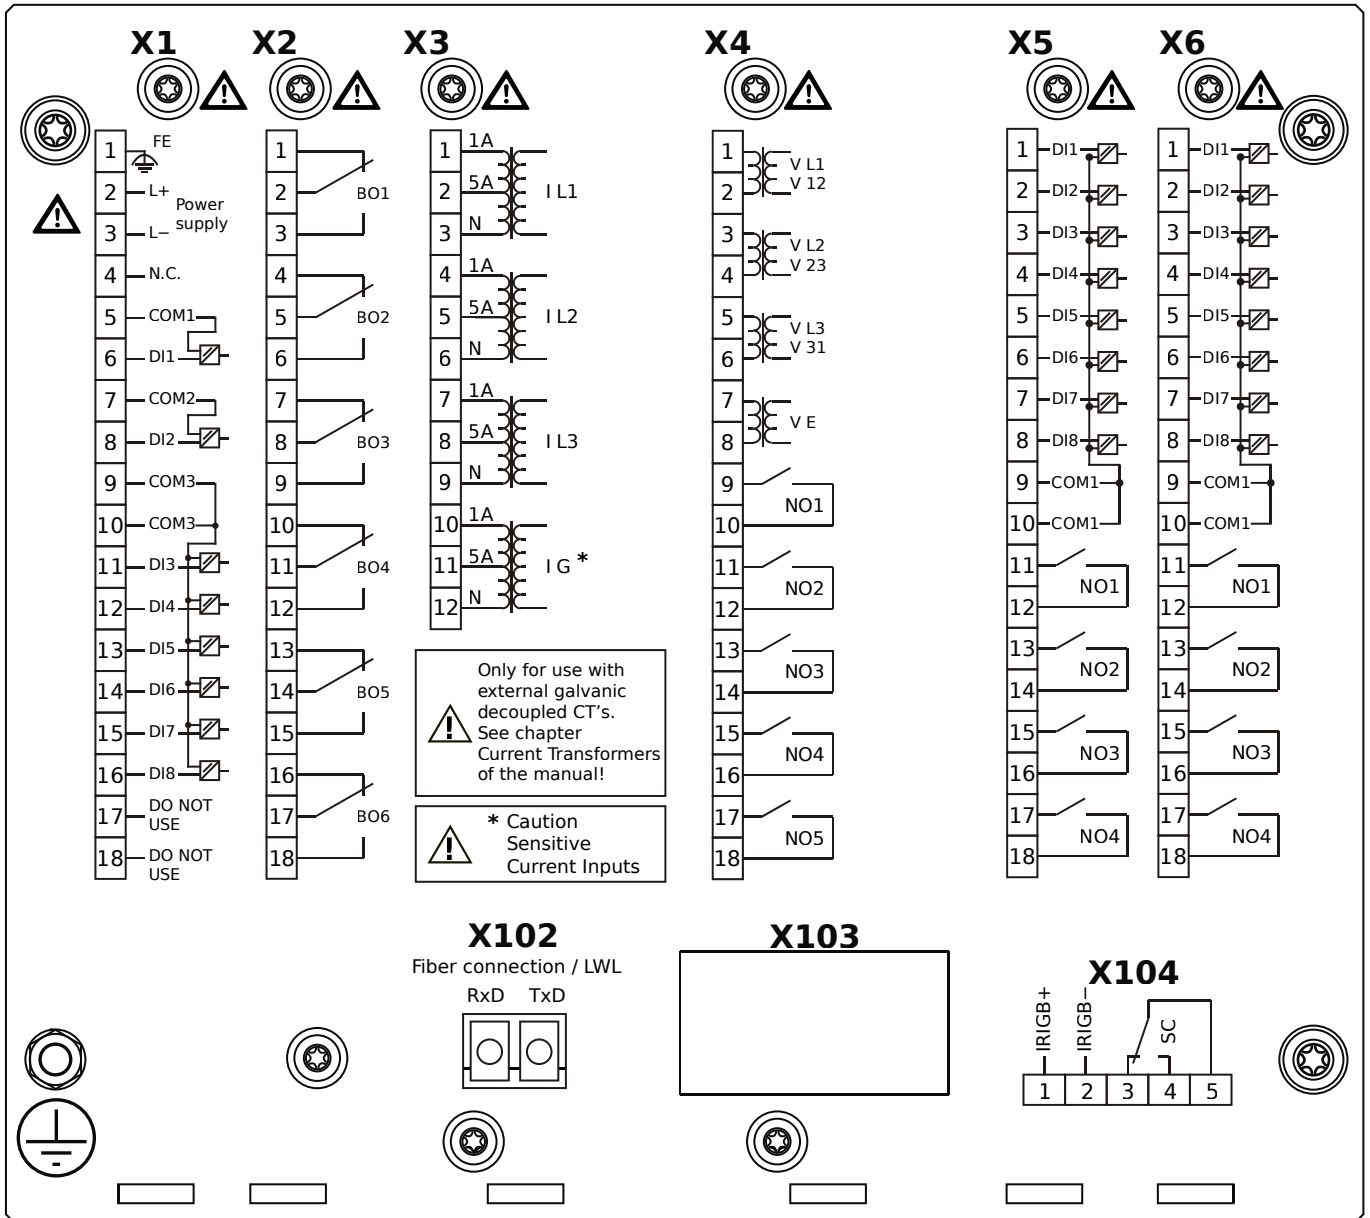 X1
1 FE
2 L+
Power
supply
3 L−
4 N.C.
5 COM1
6 DI1
7 COM2
8 DI2
9 COM3
10 COM3
11 DI3
12 DI4
13 DI5
14 DI6
15 DI7
16 DI8
17 DO NOT
USE
18 DO NOT
USE
X2
1
2 BO1
3
4
5 BO2
6
7
8 BO3
9
10
11 BO4
12
13
14 BO5
15
16
17 BO6
18
X3
1 1A
2 5A I L1
3 N
4 1A
5 5A I L2
6 N
7 1A
8 5A I L3
9 N
10 1A
11 5A I G *
12 N
Only for use with
external galvanic
decoupled CT's.
See chapter
Current Transformers
of the manual!
* Caution
Sensitive
Current Inputs
X4
1 V L1
2 V 12
3 V L2
4 V 23
5 V L3
6 V 31
7
V E
8
9
NO1
10
11
NO2
12
13
NO3
14
15
NO4
16
17
NO5
18
X5
1 DI1
2 DI2
3 DI3
4 DI4
5 DI5
6 DI6
7 DI7
8 DI8
9 COM1
10 COM1
11
NO1
12
13
NO2
14
15
NO3
16
17
NO4
18
X6
1 DI1
2 DI2
3 DI3
4 DI4
5 DI5
6 DI6
7 DI7
8 DI8
9 COM1
10 COM1
11
NO1
12
13
NO2
14
15
NO3
16
17
NO4
18
X102
Fiber connection / LWL
RxD TxD
X103
X104
IRIGB+ IRIGB− SC
1 2 3 4 5